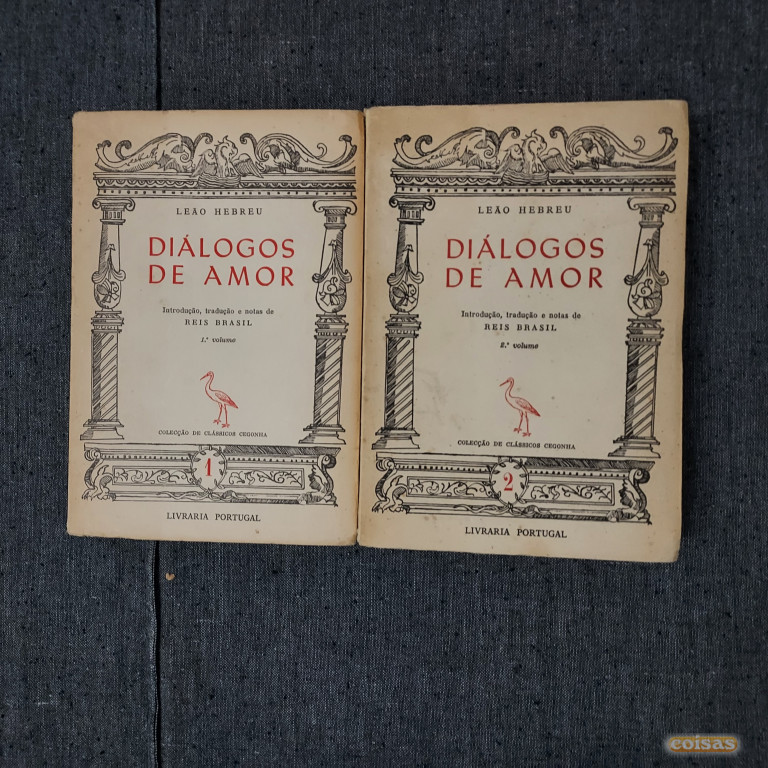 LEÃO HEBREU
DIÁLOGOS
DE AMOR
Introdução, tradução e notas de
REIS BRASIL
1.º volume
COLECÇÃO DE CLÁSSICOS CEGONHA
1
LIVRARIA PORTUGAL
LEÃO HEBREU
DIÁLOGOS
DE AMOR
Introdução, tradução e notas de
REIS BRASIL
2.º volume
COLECÇÃO DE CLÁSSICOS CEGONHA
2
LIVRARIA PORTUGAL
coisas